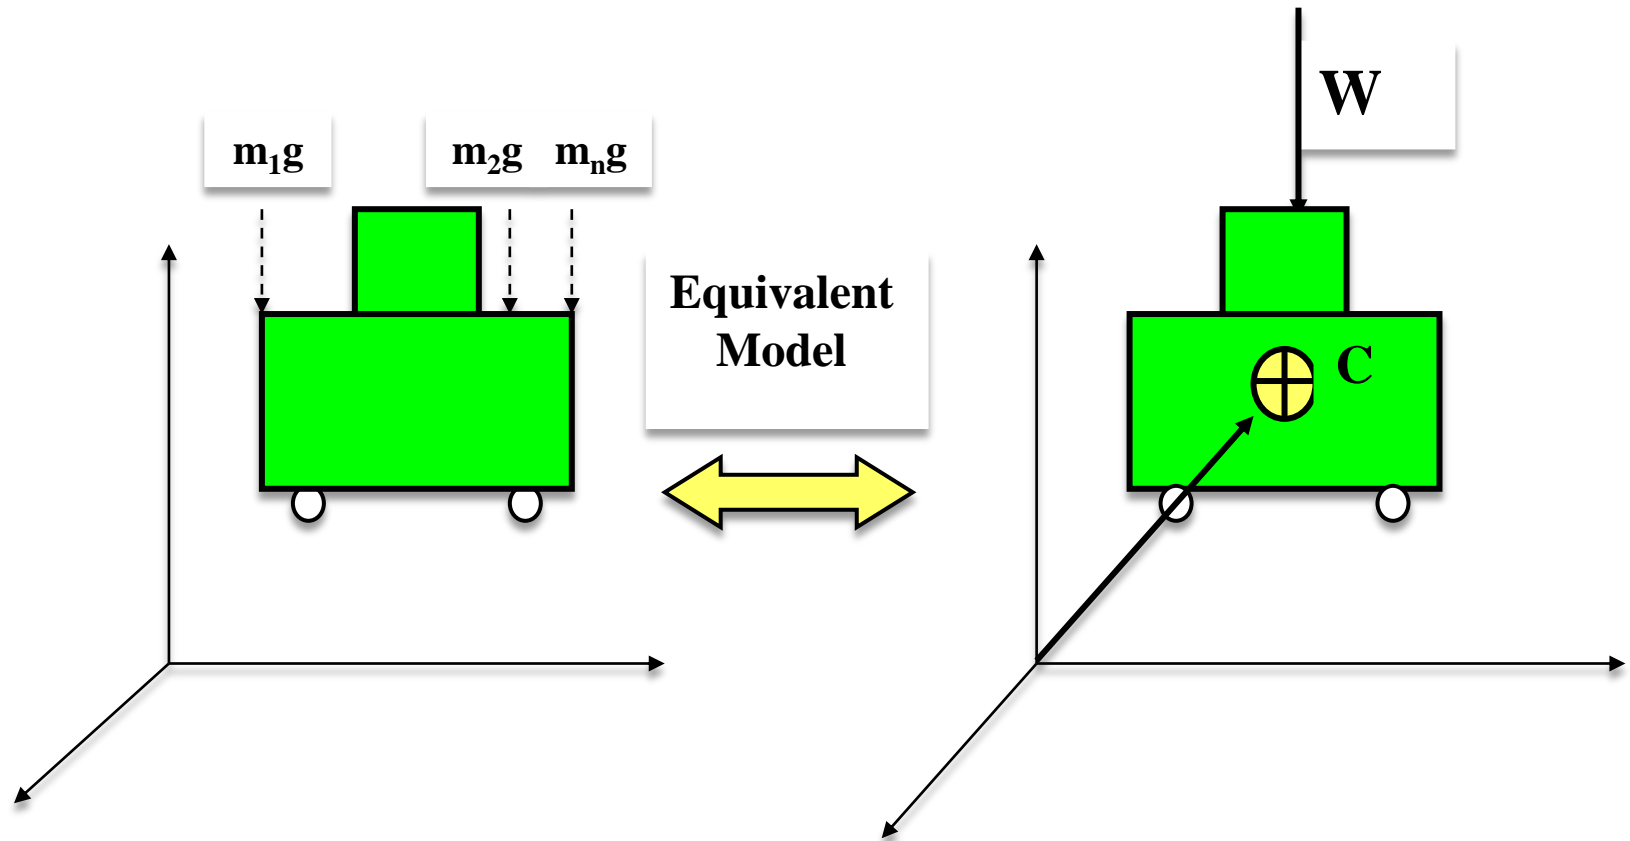 m₁g
m₂g mₙg
W
Equivalent
Model
C